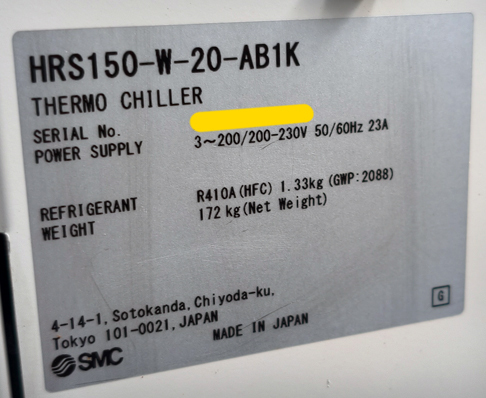 HRS150-W-20-AB1K
THERMO CHILLER
SERIAL No.
POWER SUPPLY 3~200/200-230V 50/60Hz 23A
REFRIGERANT R410A(HFC) 1.33kg (GWP:2088)
WEIGHT 172 kg(Net Weight)
4-14-1, Sotokanda, Chiyoda-ku,
Tokyo 101-0021, JAPAN
MADE IN JAPAN
SMC
G